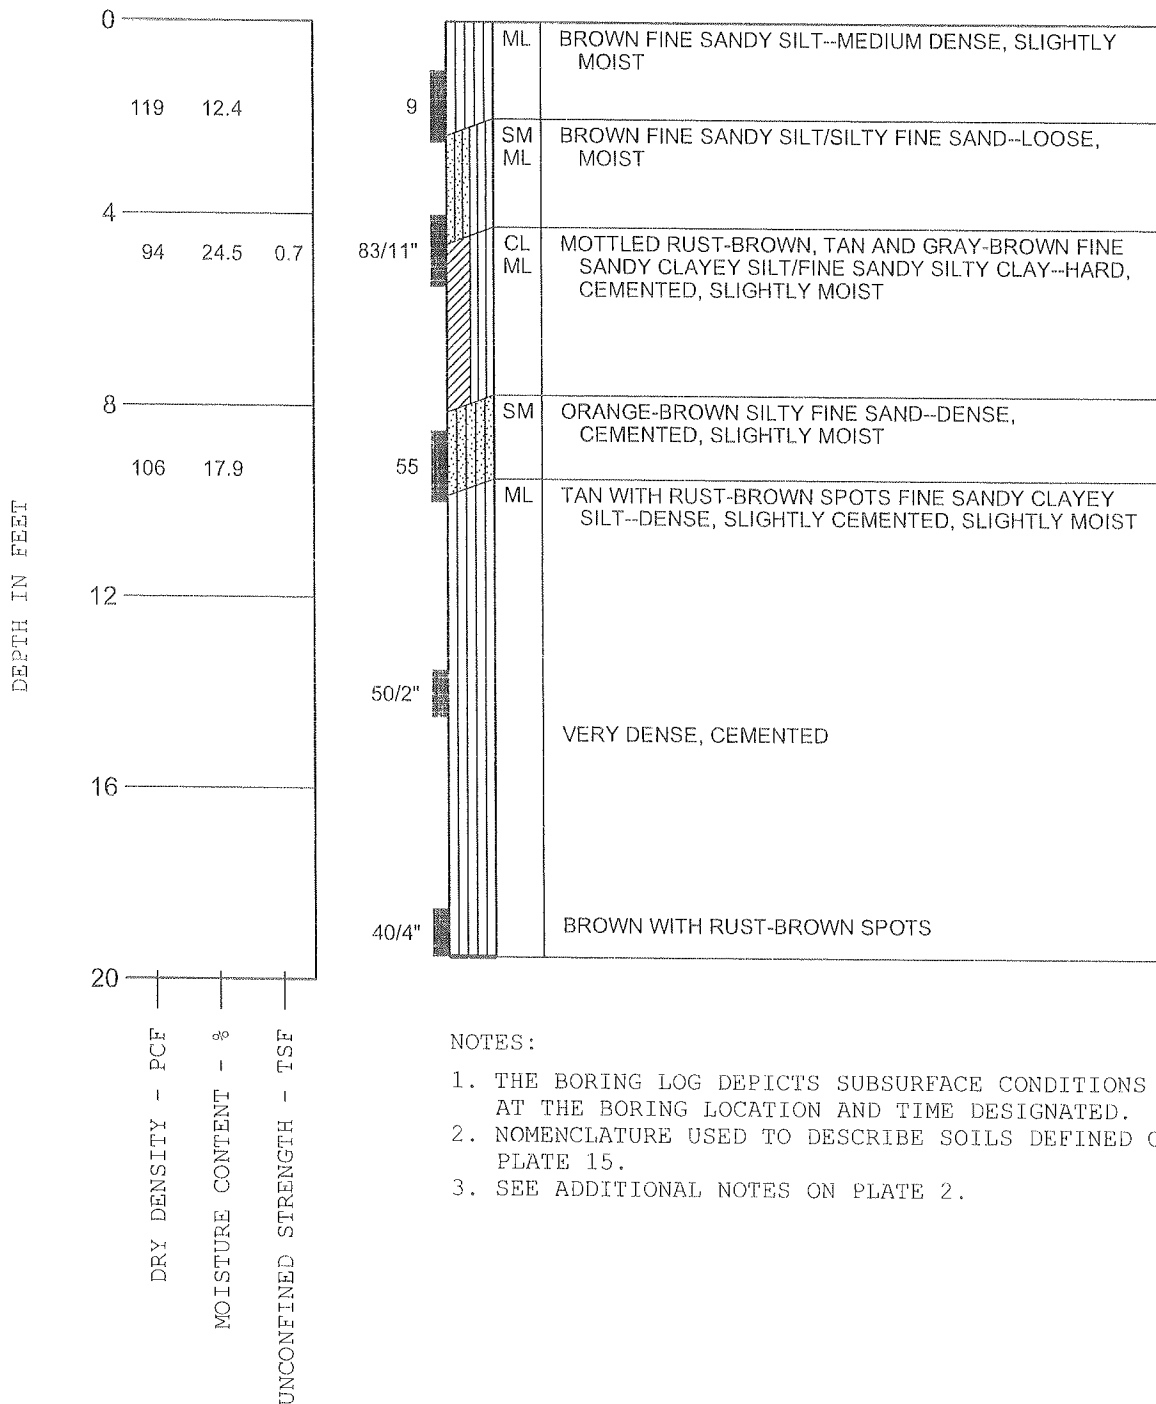 0
ML BROWN FINE SANDY SILT--MEDIUM DENSE, SLIGHTLY
MOIST
119 12.4 9
SM BROWN FINE SANDY SILT/SILTY FINE SAND--LOOSE,
ML MOIST
4
94 24.5 0.7 83/11" CL MOTTLED RUST-BROWN, TAN AND GRAY-BROWN FINE
ML SANDY CLAYEY SILT/FINE SANDY SILTY CLAY--HARD,
CEMENTED, SLIGHTLY MOIST
8
SM ORANGE-BROWN SILTY FINE SAND--DENSE,
CEMENTED, SLIGHTLY MOIST
106 17.9 55
ML TAN WITH RUST-BROWN SPOTS FINE SANDY CLAYEY
SILT--DENSE, SLIGHTLY CEMENTED, SLIGHTLY MOIST
DEPTH IN FEET
12
50/2"
VERY DENSE, CEMENTED
16
40/4" BROWN WITH RUST-BROWN SPOTS
20
DRY DENSITY - PCF
MOISTURE CONTENT - %
UNCONFINED STRENGTH - TSF
NOTES:
1. THE BORING LOG DEPICTS SUBSURFACE CONDITIONS
AT THE BORING LOCATION AND TIME DESIGNATED.
2. NOMENCLATURE USED TO DESCRIBE SOILS DEFINED
PLATE 15.
3. SEE ADDITIONAL NOTES ON PLATE 2.